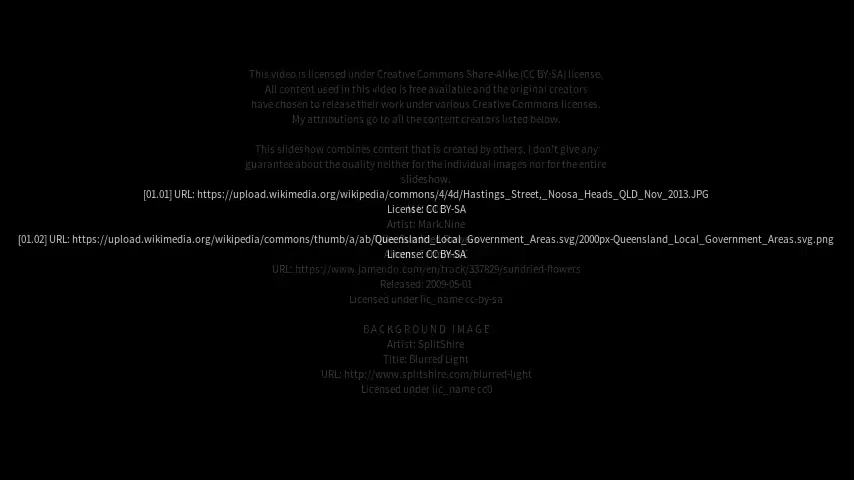 This video is licensed under Creative Commons Share-Alike (CC BY-SA) license.
All content used in this video is free available and the original creators
have chosen to release their work under various Creative Commons licenses.
My attributions go to all the content creators listed below.
This slideshow combines content that is created by others. I don't give any
guarantee about the quality neither for the individual images nor for the entire
slideshow.
[01.01] URL: https://upload.wikimedia.org/wikipedia/commons/4/4d/Hastings_Street,_Noosa_Heads_QLD_Nov_2013.JPG
License: CC BY-SA
Artist: Mark.Nine
[01.02] URL: https://upload.wikimedia.org/wikipedia/commons/thumb/a/ab/Queensland_Local_Government_Areas.svg/2000px-Queensland_Local_Government_Areas.svg.png
License: CC BY-SA
URL: https://www.jamendo.com/en/track/337829/sundried-flowers
Released: 2009-05-01
Licensed under lic_name cc-by-sa
BACKGROUND IMAGE
Artist: SplitShire
Title: Blurred Light
URL: http://www.splitshire.com/blurred-light
Licensed under lic_name cc0